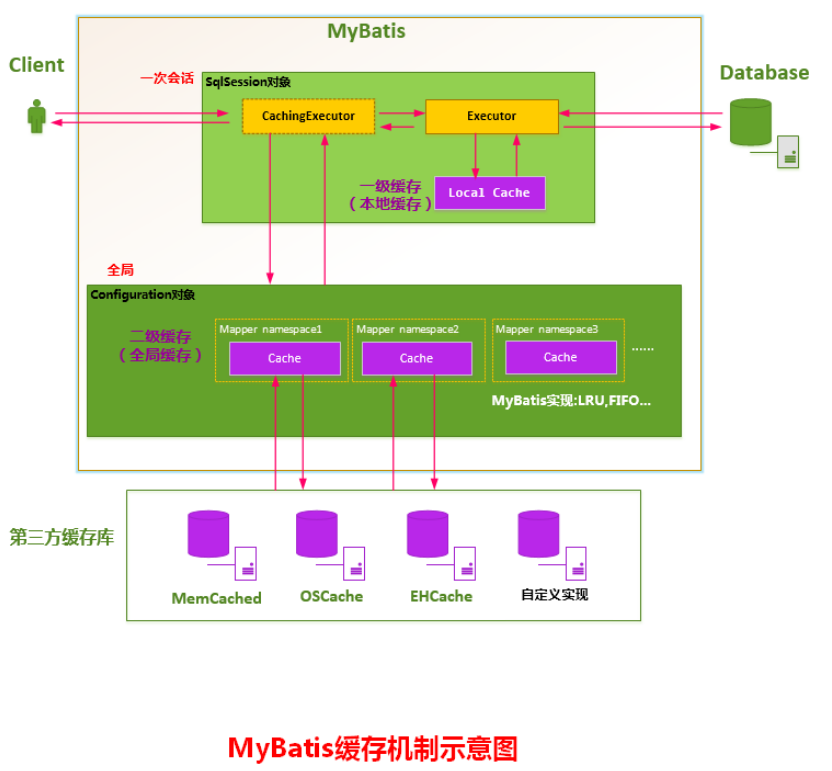 MyBatis
Client
一次会话
SqlSession对象
Database
CachingExecutor
Executor
一级缓存
（本地缓存）
Local Cache
全局
Configuration对象
二级缓存
（全局缓存）
Mapper namespace1
Mapper namespace2
Mapper namespace3
Cache
Cache
Cache
······
MyBatis实现:LRU,FIFO...
第三方缓存库
MemCached
OSCache
EHCache
自定义实现
MyBatis缓存机制示意图